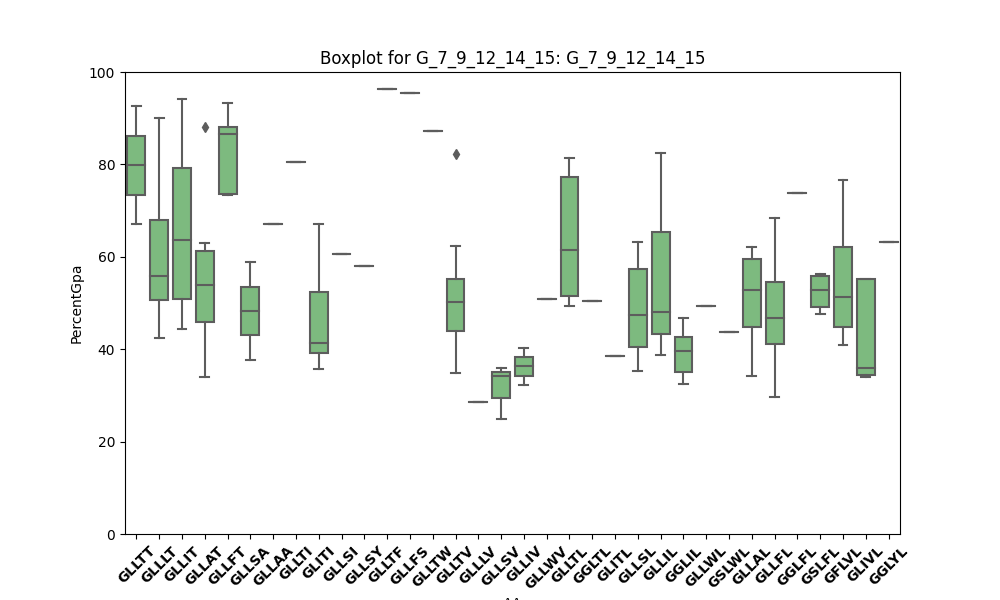 Boxplot for G_7_9_12_14_15: G_7_9_12_14_15
PercentGpa
100
80
60
40
20
0
GLLTT
GLLLT
GLLIT
GLLAT
GLLFT
GLLSA
GLLAA
GLLTI
GLITI
GLLSI
GLLSY
GLLTF
GLLFS
GLLTW
GLLTV
GLLLV
GLLSV
GLLIV
GLLWV
GLLTL
GGLTL
GLITL
GLLSL
GLLIL
GGLIL
GLLWL
GSLWL
GLLAL
GLLFL
GGLFL
GSLFL
GFLVL
GLIVL
GGLYL